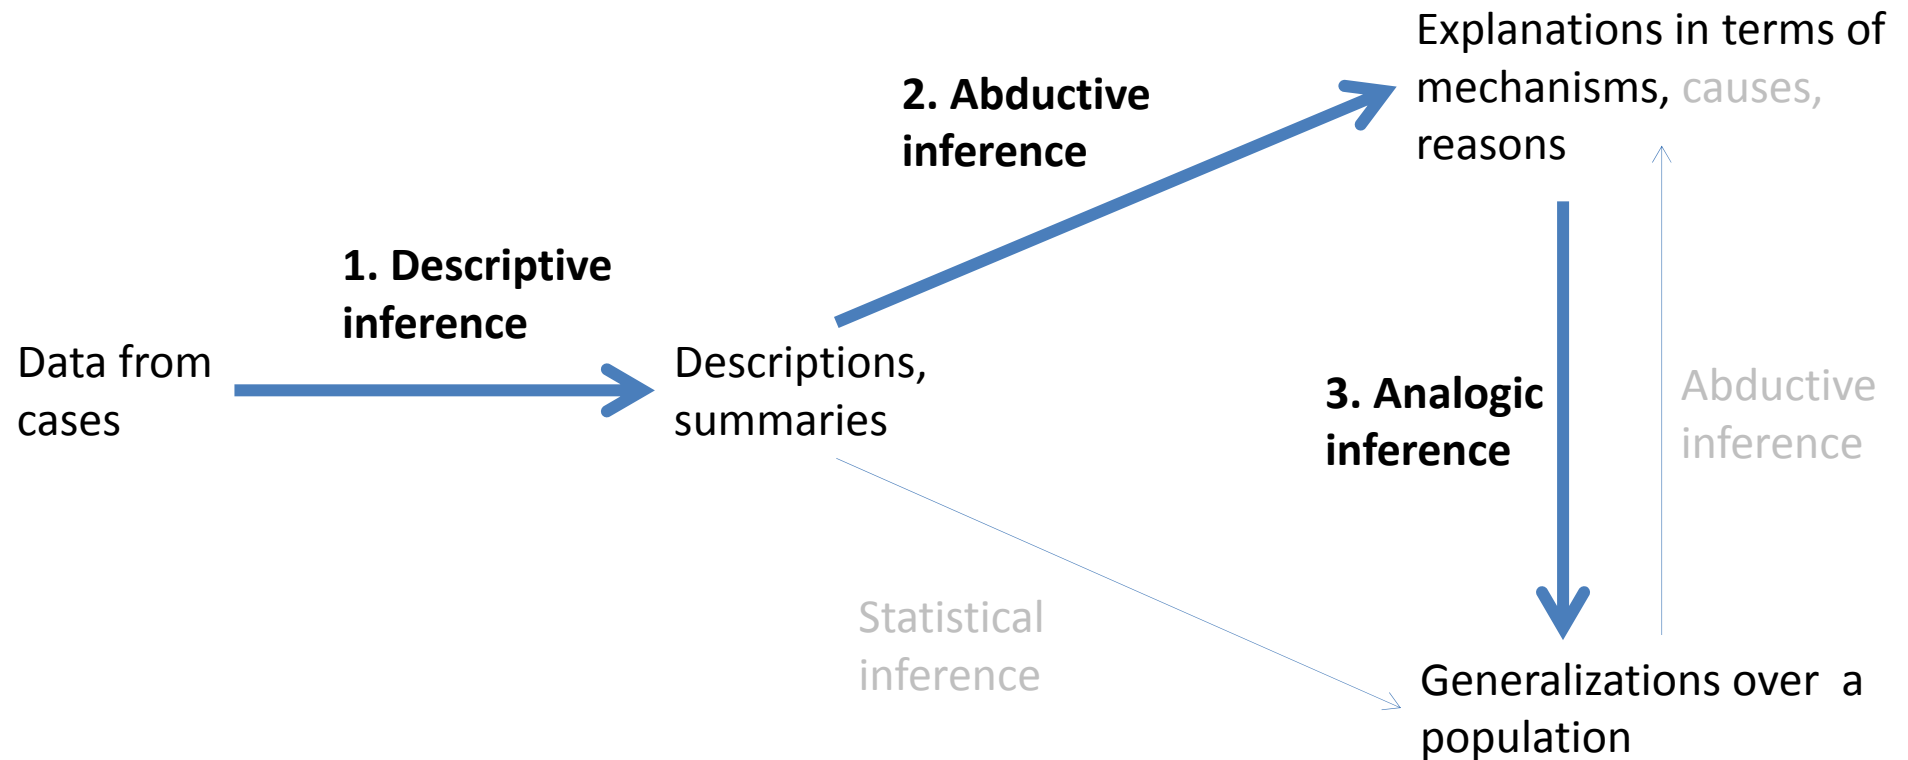 Explanations in terms of
mechanisms, causes,
reasons
2. Abductive
inference
1. Descriptive
inference
Data from
cases
Descriptions,
summaries
3. Analogic
inference
Abductive
inference
Statistical
inference
Generalizations over  a
population